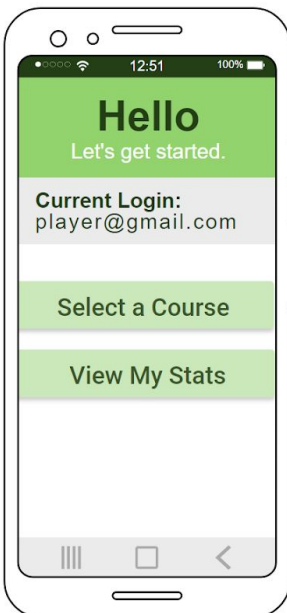 12:51 100%
Hello
Let's get started.
Current Login:
player@gmail.com
Select a Course
View My Stats